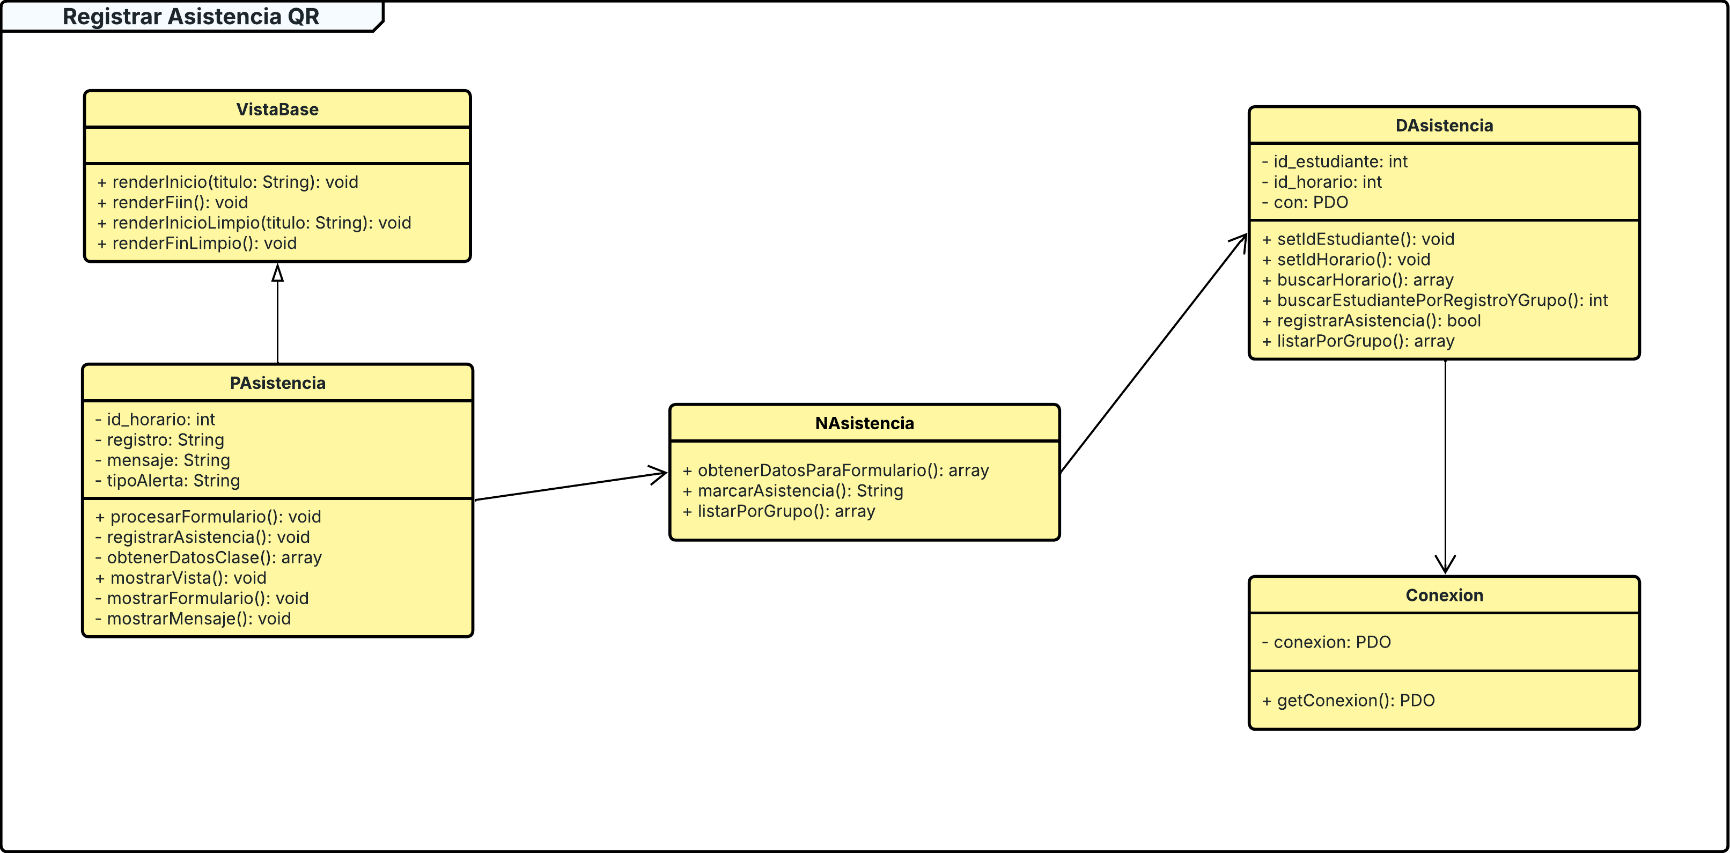 Registrar Asistencia QR
VistaBase
+ renderInicio(titulo: String): void
+ renderFiin(): void
+ renderInicioLimpio(titulo: String): void
+ renderFinLimpio(): void
PAsistencia
- id_horario: int
- registro: String
- mensaje: String
- tipoAlerta: String
+ procesarFormulario(): void
- registrarAsistencia(): void
- obtenerDatosClase(): array
+ mostrarVista(): void
- mostrarFormulario(): void
- mostrarMensaje(): void
NAsistencia
+ obtenerDatosParaFormulario(): array
+ marcarAsistencia(): String
+ listarPorGrupo(): array
DAsistencia
- id_estudiante: int
- id_horario: int
- con: PDO
+ setIdEstudiante(): void
+ setIdHorario(): void
+ buscarHorario(): array
+ buscarEstudiantePorRegistroYGrupo(): int
+ registrarAsistencia(): bool
+ listarPorGrupo(): array
Conexion
- conexion: PDO
+ getConexion(): PDO